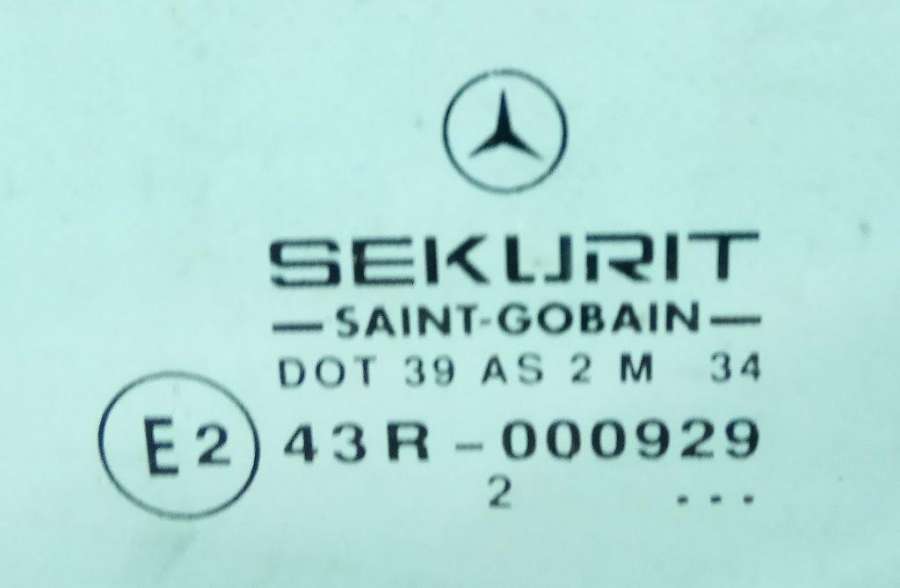 SEKURIT
—SAINT-GOBAIN—
DOT 39 AS 2 M 34
E2 43R-000929
2 ...